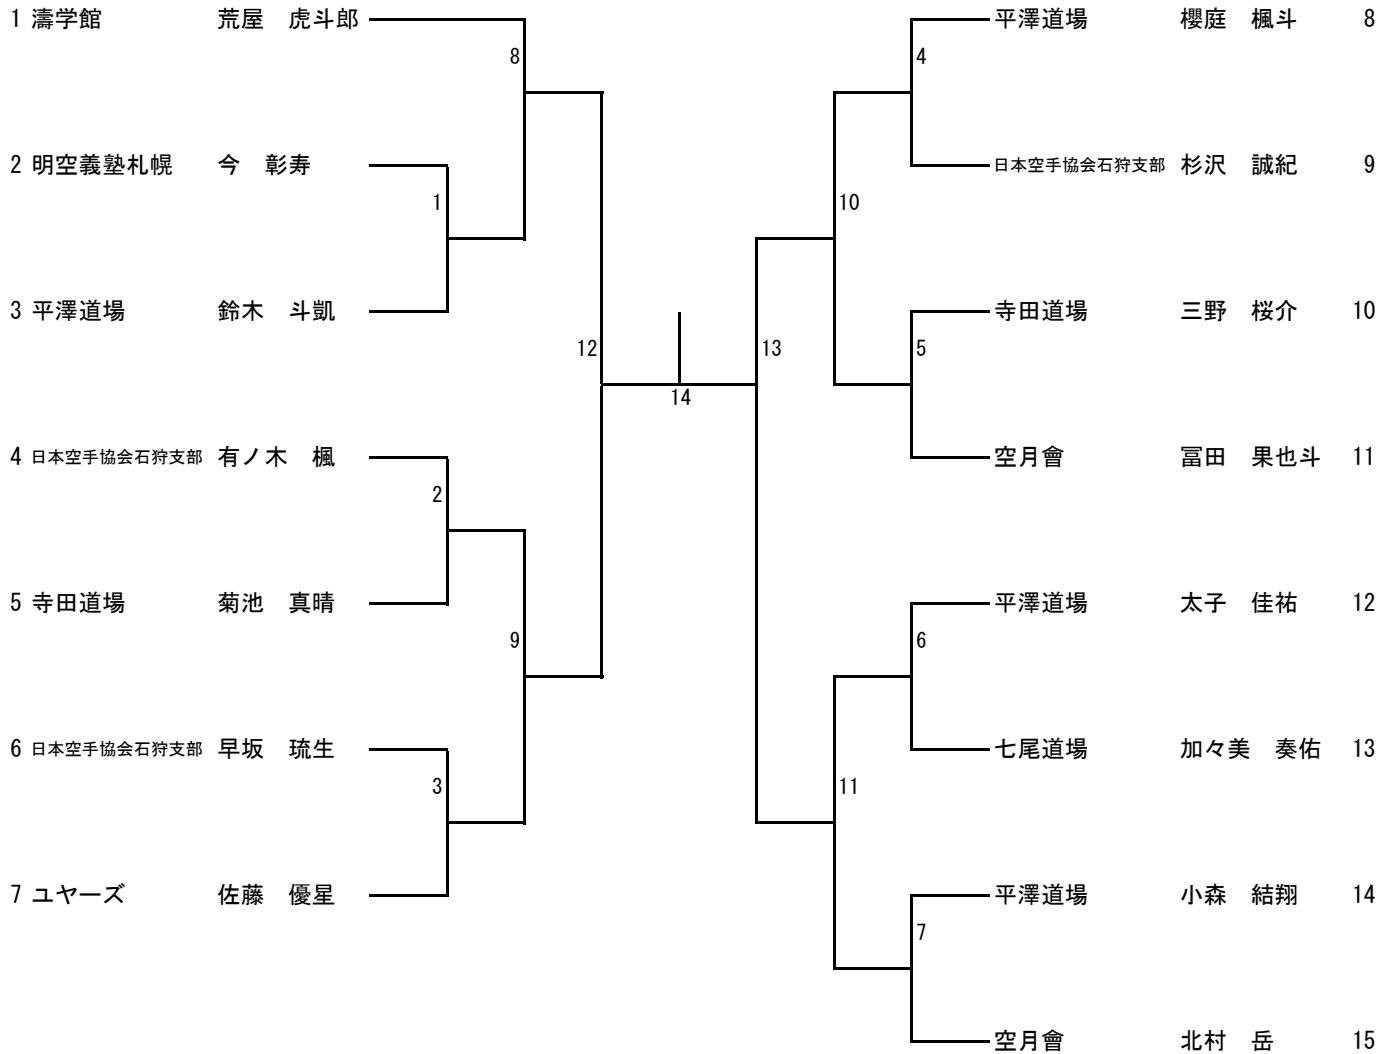 1 濤学館 荒屋 虎斗郎
8
2 明空義塾札幌 今 彰寿
1
3 平澤道場 鈴木 斗凱
12
4 日本空手協会石狩支部 有ノ木 楓
2
5 寺田道場 菊池 真晴
9
6 日本空手協会石狩支部 早坂 琉生
3
7 ユヤーズ 佐藤 優星
14
平澤道場 櫻庭 楓斗 8
4
日本空手協会石狩支部 杉沢 誠紀 9
10
寺田道場 三野 桜介 10
13
5
空月會 冨田 果也斗 11
平澤道場 太子 佳祐 12
6
七尾道場 加々美 奏佑 13
11
平澤道場 小森 結翔 14
7
空月會 北村 岳 15